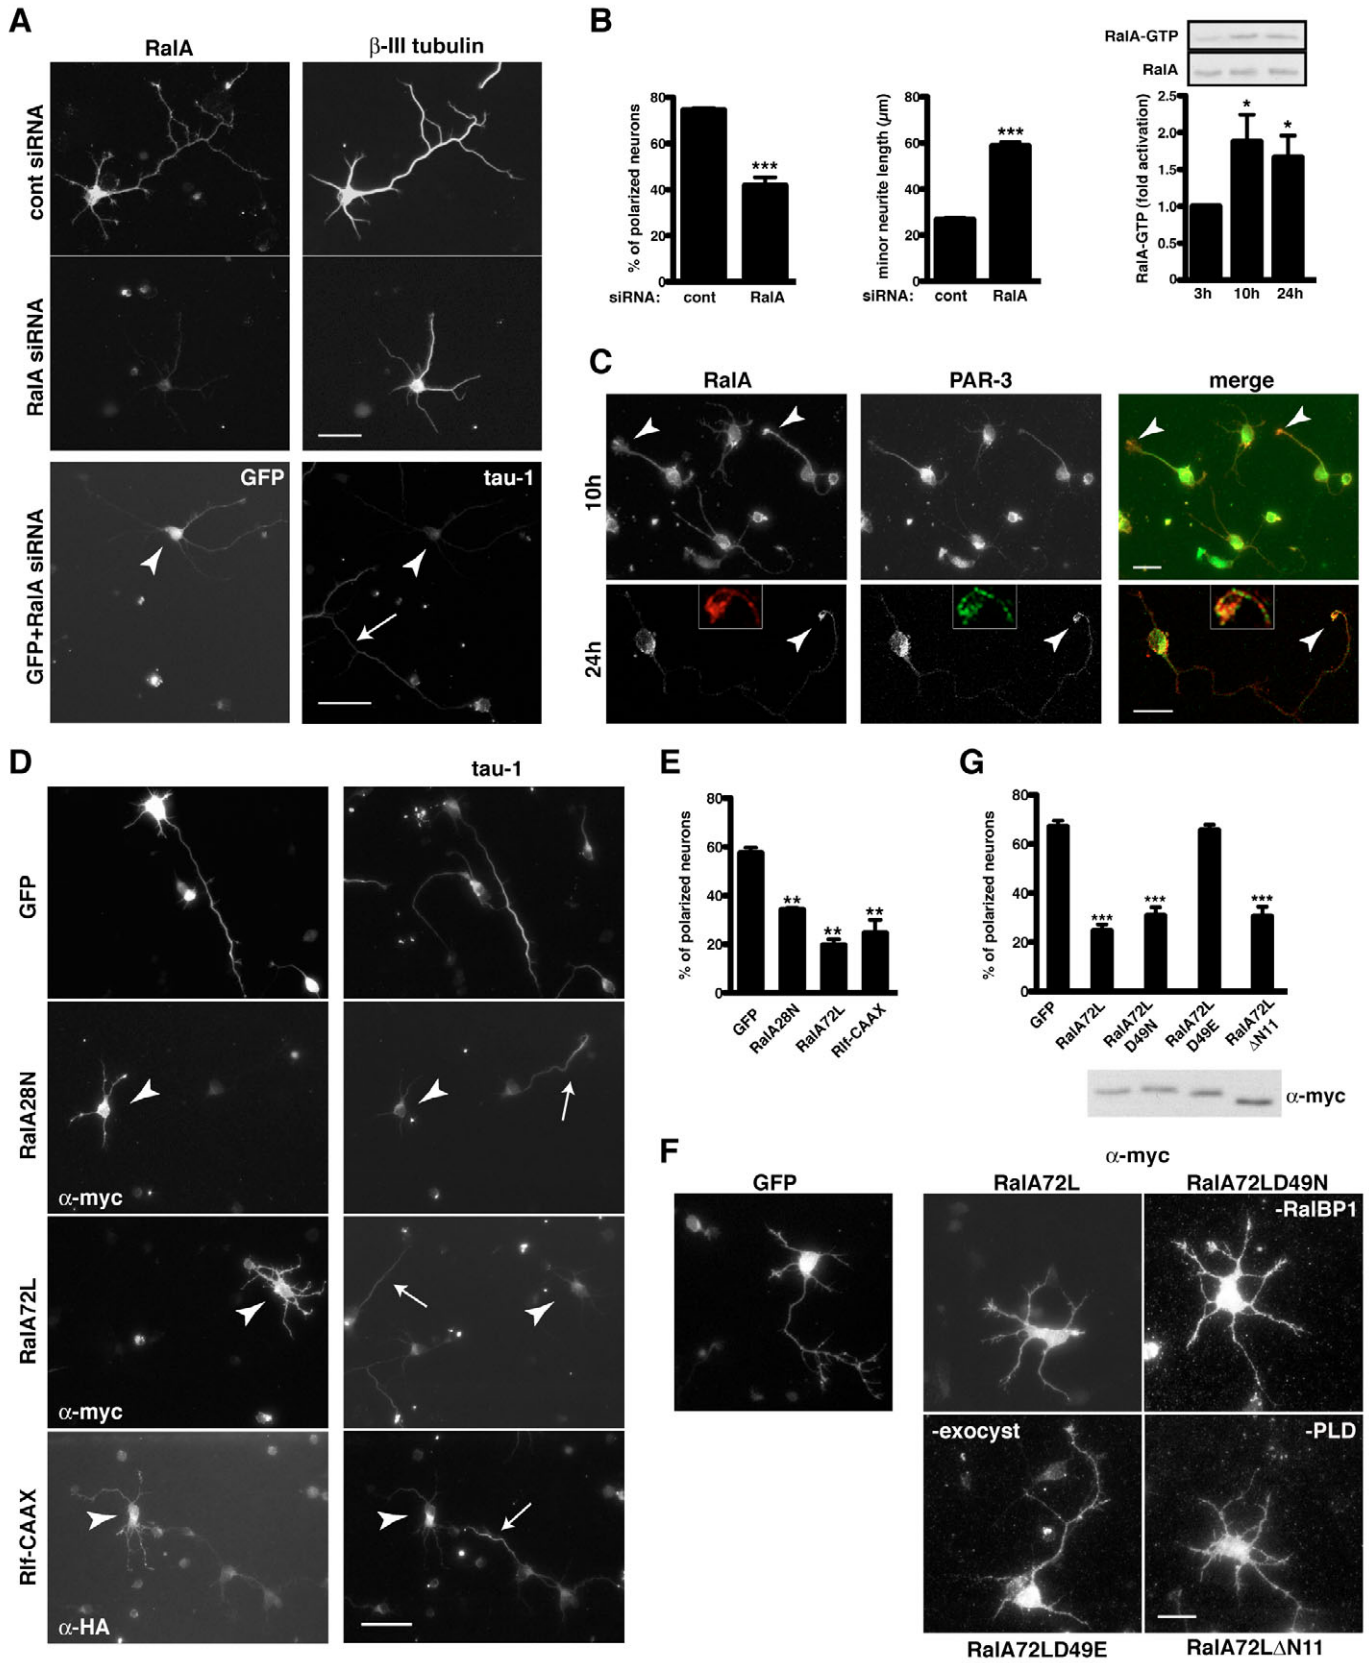 A
RalA
β-III tubulin
cont siRNA
RalA siRNA
GFP+RalA siRNA
GFP
tau-1
B
% of polarized neurons
80
60
40
20
0
***
siRNA: cont RalA
minor neurite length (µm)
80
60
40
20
0
***
siRNA: cont RalA
RalA-GTP
RalA
RalA-GTP (fold activation)
2.5
2.0
1.5
1.0
0.5
0
*
*
3h 10h 24h
C
RalA
PAR-3
merge
10h
24h
D
tau-1
GFP
RalA28N
α-myc
RalA72L
α-myc
Rlf-CAAX
α-HA
E
% of polarized neurons
80
60
40
20
0
**
**
**
GFP
RalA28N
RalA72L
Rlf-CAAX
G
% of polarized neurons
80
60
40
20
0
***
***
***
GFP
RalA72L
RalA72L D49N
RalA72L D49E
RalA72L ΔN11
α-myc
F
GFP
α-myc
RalA72L
RalA72LD49N
-RalBP1
-exocyst
-PLD
RalA72LD49E
RalA72LΔN11